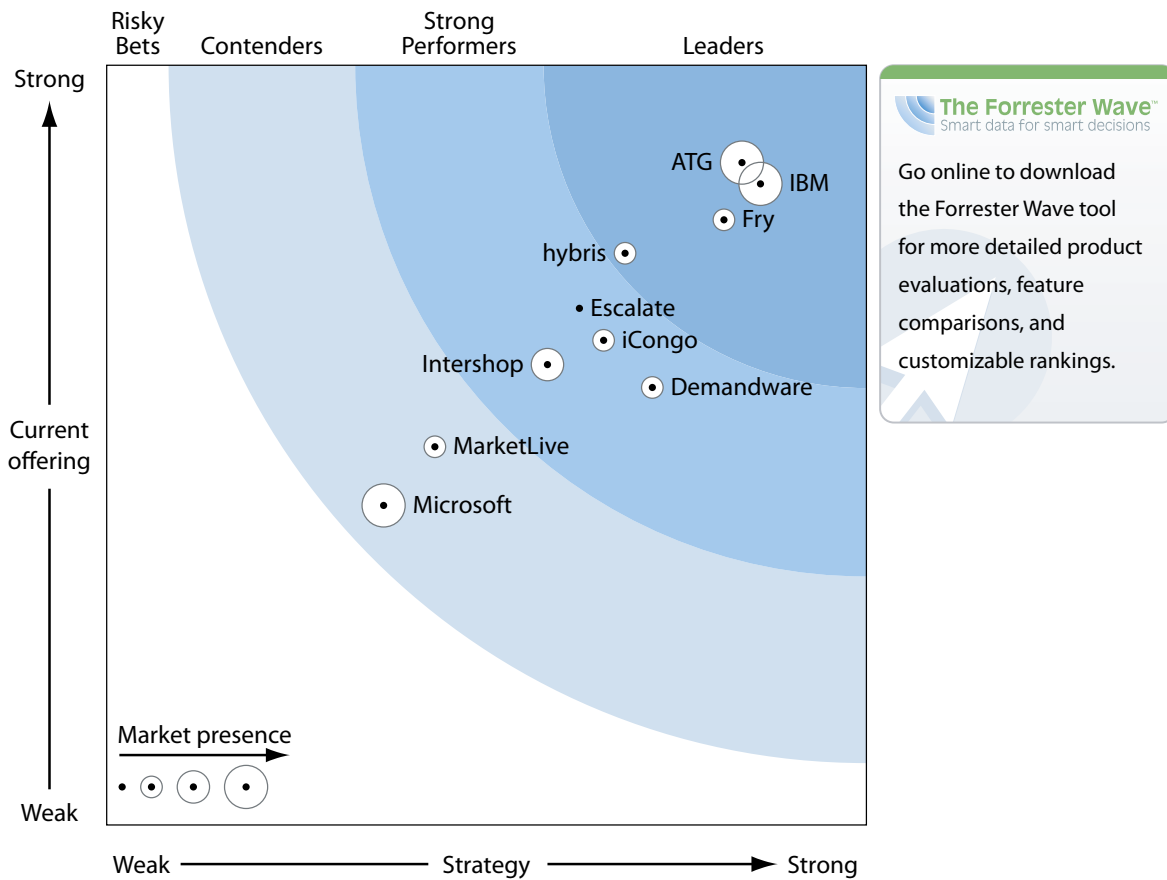 Risky
Bets
Contenders
Strong
Performers
Leaders
Strong
Current
offering
Weak
ATG
IBM
Fry
hybris
Escalate
iCongo
Intershop
Demandware
MarketLive
Microsoft
Market presence
Weak
Strategy
Strong
The Forrester Wave™
Smart data for smart decisions
Go online to download
the Forrester Wave tool
for more detailed product
evaluations, feature
comparisons, and
customizable rankings.